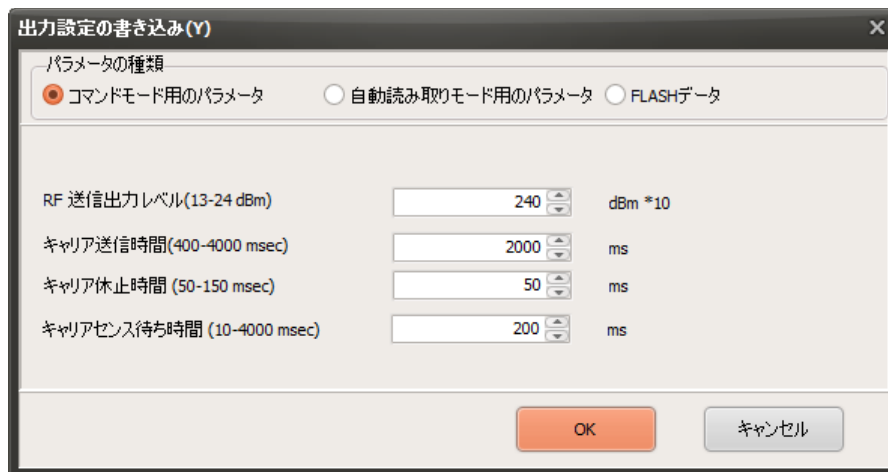 出力設定の書き込み(Y)
パラメータの種類
コマンドモード用のパラメータ 自動読み取りモード用のパラメータ FLASHデータ
RF 送信出力レベル(13-24 dBm) 240 dBm *10
キャリア送信時間(400-4000 msec) 2000 ms
キャリア休止時間 (50-150 msec) 50 ms
キャリアセンス待ち時間 (10-4000 msec) 200 ms
OK キャンセル